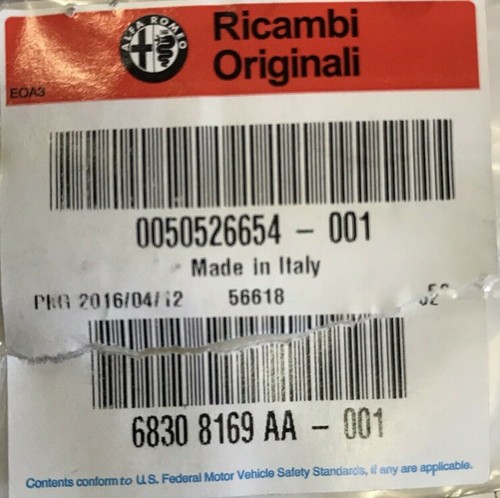 ALFA ROMEO
Ricambi
Originali
EOA3
0050526654 - 001
Made in Italy
PKG 2016/04/12 56618
6830 8169 AA - 001
Contents conform to U.S. Federal Motor Vehicle Safety Standards, if any are applicable.